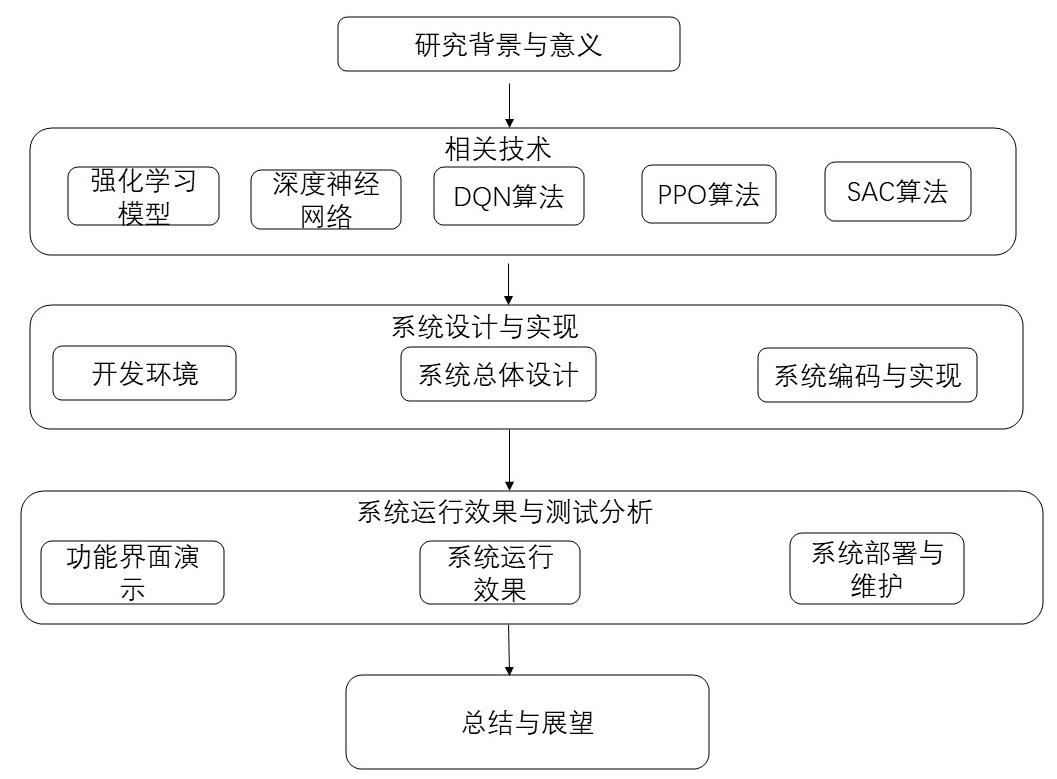 研究背景与意义
相关技术
强化学习
模型
深度神经
网络
DQN算法
PPO算法
SAC算法
系统设计与实现
开发环境
系统总体设计
系统编码与实现
系统运行效果与测试分析
功能界面演
示
系统运行
效果
系统部署与
维护
总结与展望